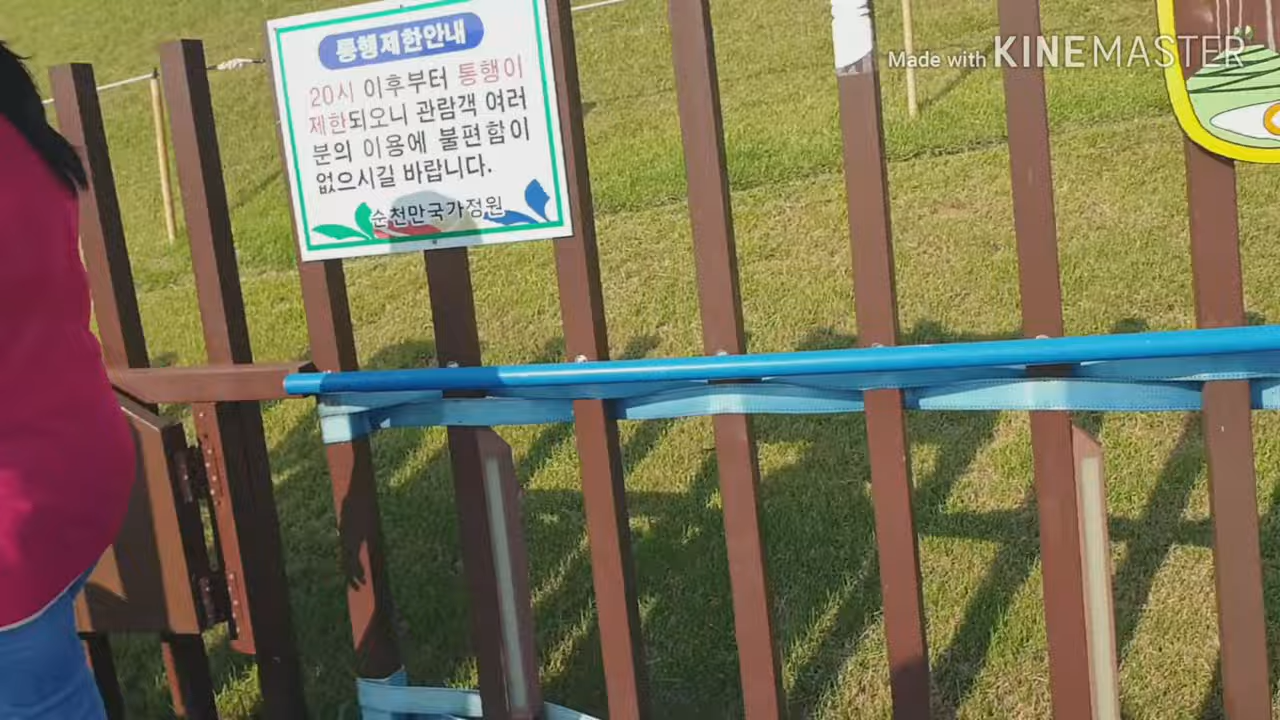 통행제한안내
20시 이후부터 통행이
제한되오니 관람객 여러
분의 이용에 불편함이
없으시길 바랍니다.
순천만국가정원
Made with KINEMASTER